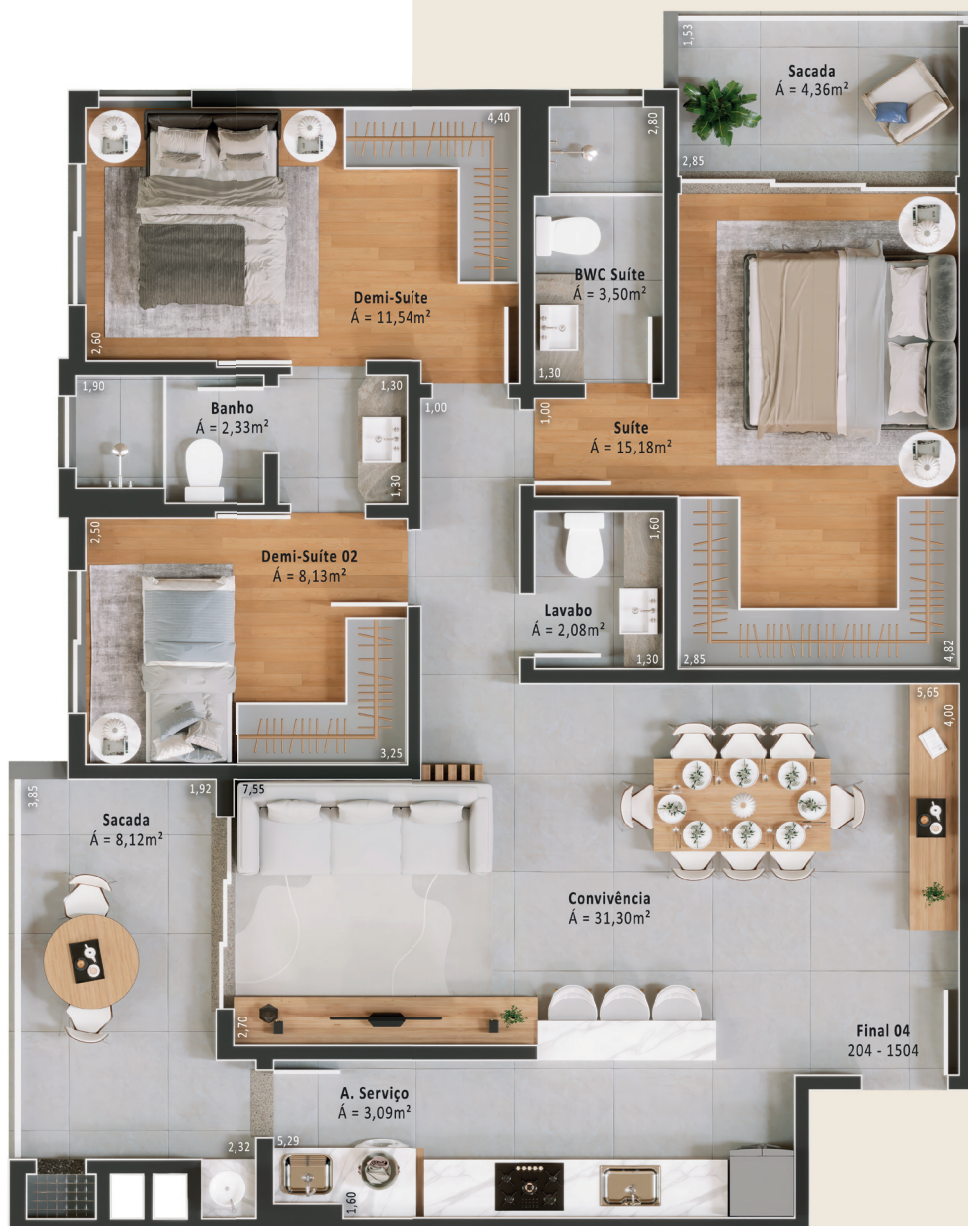 1,53
Sacada
Á = 4,36m²
2,85
4,40
2,80
Demi-Suíte
Á = 11,54m²
2,60
BWC Suíte
Á = 3,50m²
1,30
1,90
Banho
Á = 2,33m²
1,30
1,30
1,00
1,00
Suíte
Á = 15,18m²
2,50
Demi-Suíte 02
Á = 8,13m²
3,25
1,60
Lavabo
Á = 2,08m²
1,30
2,85
4,82
5,65
4,00
3,85
1,92
Sacada
Á = 8,12m²
7,55
Convivência
Á = 31,30m²
2,70
Final 04
204 - 1504
A. Serviço
Á = 3,09m²
2,32
5,29
1,60